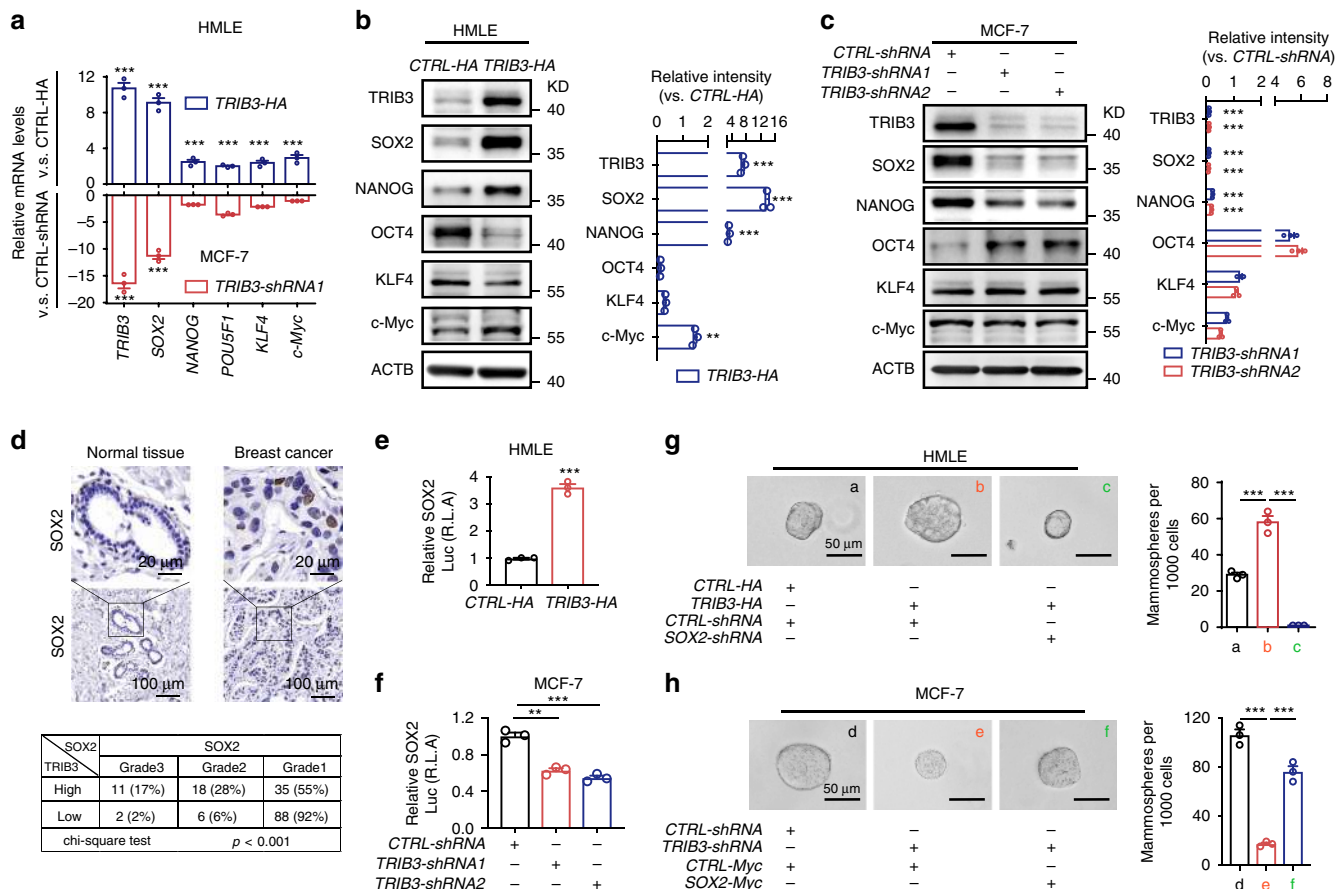 a
HMLE
Relative mRNA levels
v.s. CTRL-shRNA v.s. CTRL-HA
12
8
4
0
0
−5
−10
−15
−20
*** *** *** *** *** ***
TRIB3-HA
MCF-7
TRIB3-shRNA1
***
***
TRIB3 SOX2 NANOG POU5F1 KLF4 c-Myc
b
HMLE
CTRL-HA TRIB3-HA
KD
TRIB3 40
SOX2 35
NANOG 35
OCT4 40
KLF4 55
c-Myc 55
ACTB 40
Relative intensity
(vs. CTRL-HA)
0 1 2 4 8 12 16
TRIB3 ***
SOX2 ***
NANOG ***
OCT4
KLF4
c-Myc **
TRIB3-HA
c
MCF-7
CTRL-shRNA + − −
TRIB3-shRNA1 − + −
TRIB3-shRNA2 − − +
KD
TRIB3 40
SOX2 35
NANOG 35
OCT4 40
KLF4 55
c-Myc 55
ACTB 40
Relative intensity
(vs. CTRL-shRNA)
0 1 2 4 6 8
TRIB3 *** ***
SOX2 *** ***
NANOG *** ***
OCT4
KLF4
c-Myc
TRIB3-shRNA1
TRIB3-shRNA2
d
Normal tissue Breast cancer
SOX2
20 μm 20 μm
SOX2
100 μm 100 μm
SOX2 SOX2
TRIB3 Grade3 Grade2 Grade1
High 11 (17%) 18 (28%) 35 (55%)
Low 2 (2%) 6 (6%) 88 (92%)
chi-square test p < 0.001
e
HMLE
Relative SOX2
Luc (R.L.A)
4
3
2
1
0
***
CTRL-HA TRIB3-HA
f
MCF-7
***
**
Relative SOX2
Luc (R.L.A)
1.2
0.8
0.4
0.0
CTRL-shRNA + − −
TRIB3-shRNA1 − + −
TRIB3-shRNA2 − − +
g
HMLE
a b c
50 μm
CTRL-HA + − −
TRIB3-HA − + +
CTRL-shRNA + + −
SOX2-shRNA − − +
Mammospheres per
1000 cells
80
60
40
20
0
*** ***
a b c
h
MCF-7
d e f
50 μm
CTRL-shRNA + − −
TRIB3-shRNA − + +
CTRL-Myc + + −
SOX2-Myc − − +
Mammospheres per
1000 cells
120
80
40
0
*** ***
d e f